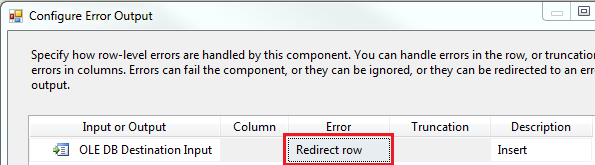 Configure Error Output
Specify how row-level errors are handled by this component. You can handle errors in the row, or
errors in columns. Errors can fail the component, or they can be ignored, or they can be redirected to an
output.
Input or Output Column Error Truncation Description
OLE DB Destination Input Redirect row Insert